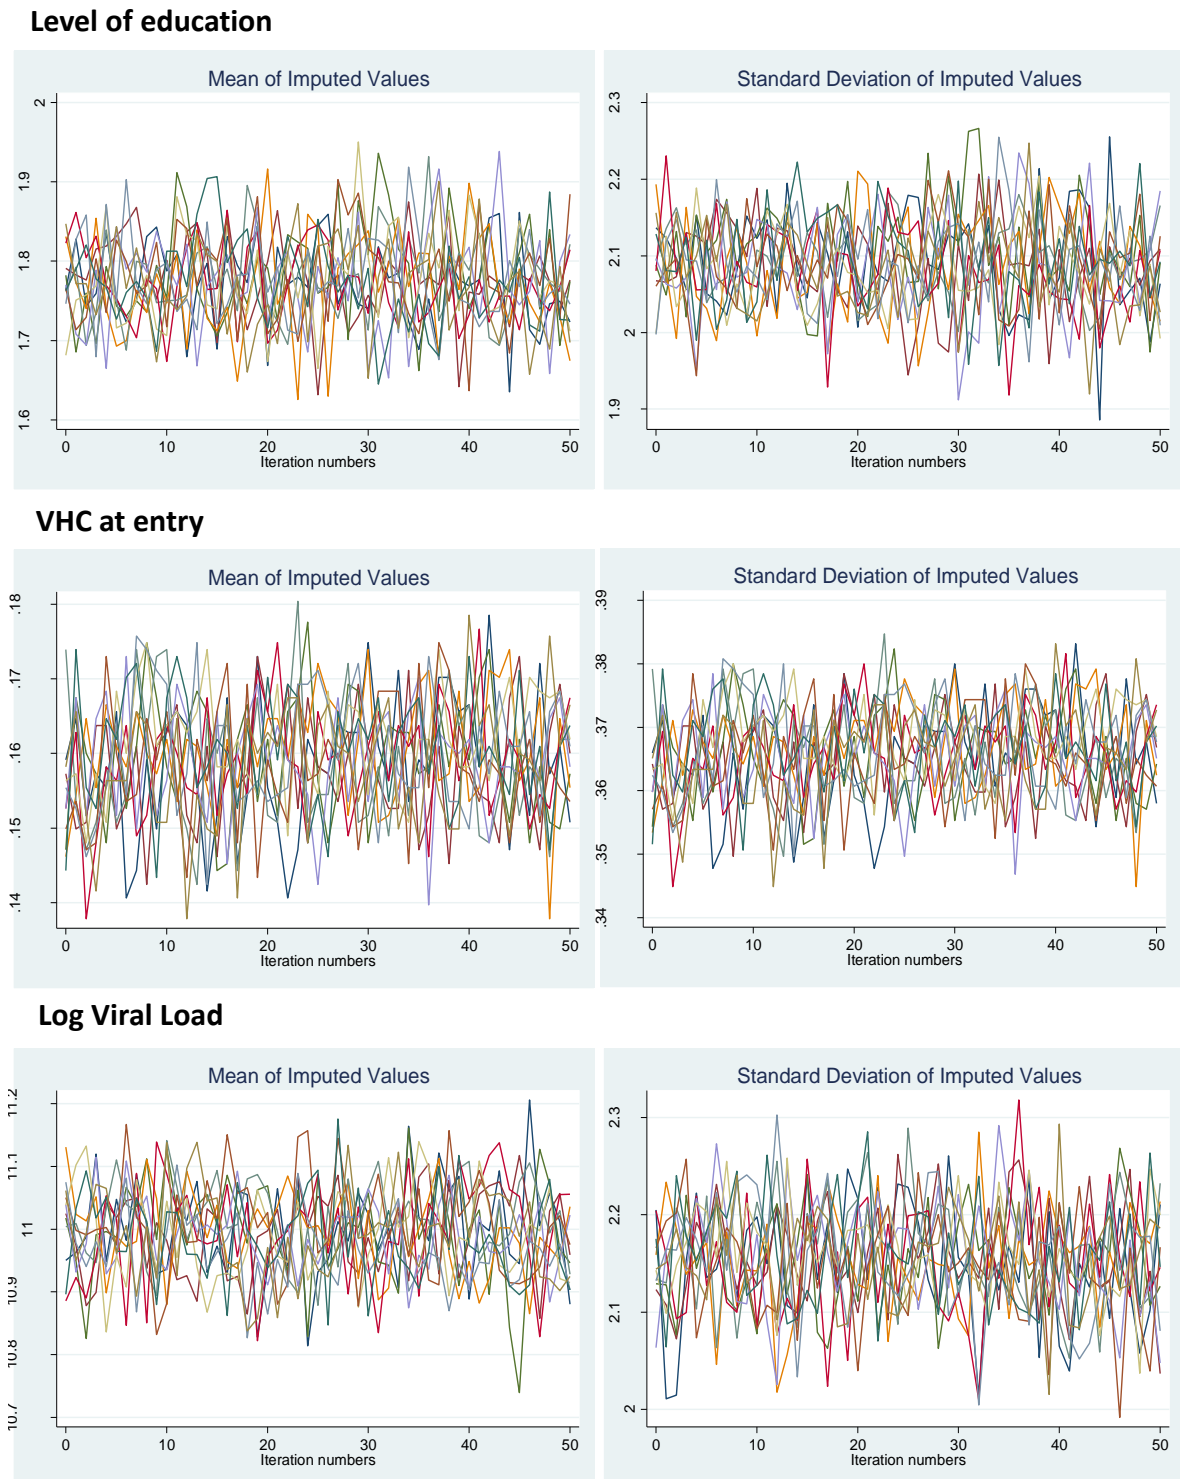 Level of education
Mean of Imputed Values
2
1.9
1.8
1.7
1.6
0 10 20 30 40 50
Iteration numbers
Standard Deviation of Imputed Values
2.3
2.2
2.1
2
1.9
0 10 20 30 40 50
Iteration numbers
VHC at entry
Mean of Imputed Values
.18
.17
.16
.15
.14
0 10 20 30 40 50
Iteration numbers
Standard Deviation of Imputed Values
.39
.38
.37
.36
.35
.34
0 10 20 30 40 50
Iteration numbers
Log Viral Load
Mean of Imputed Values
11.2
11.1
11
10.9
10.8
10.7
0 10 20 30 40 50
Iteration numbers
Standard Deviation of Imputed Values
2.3
2.2
2.1
2
0 10 20 30 40 50
Iteration numbers